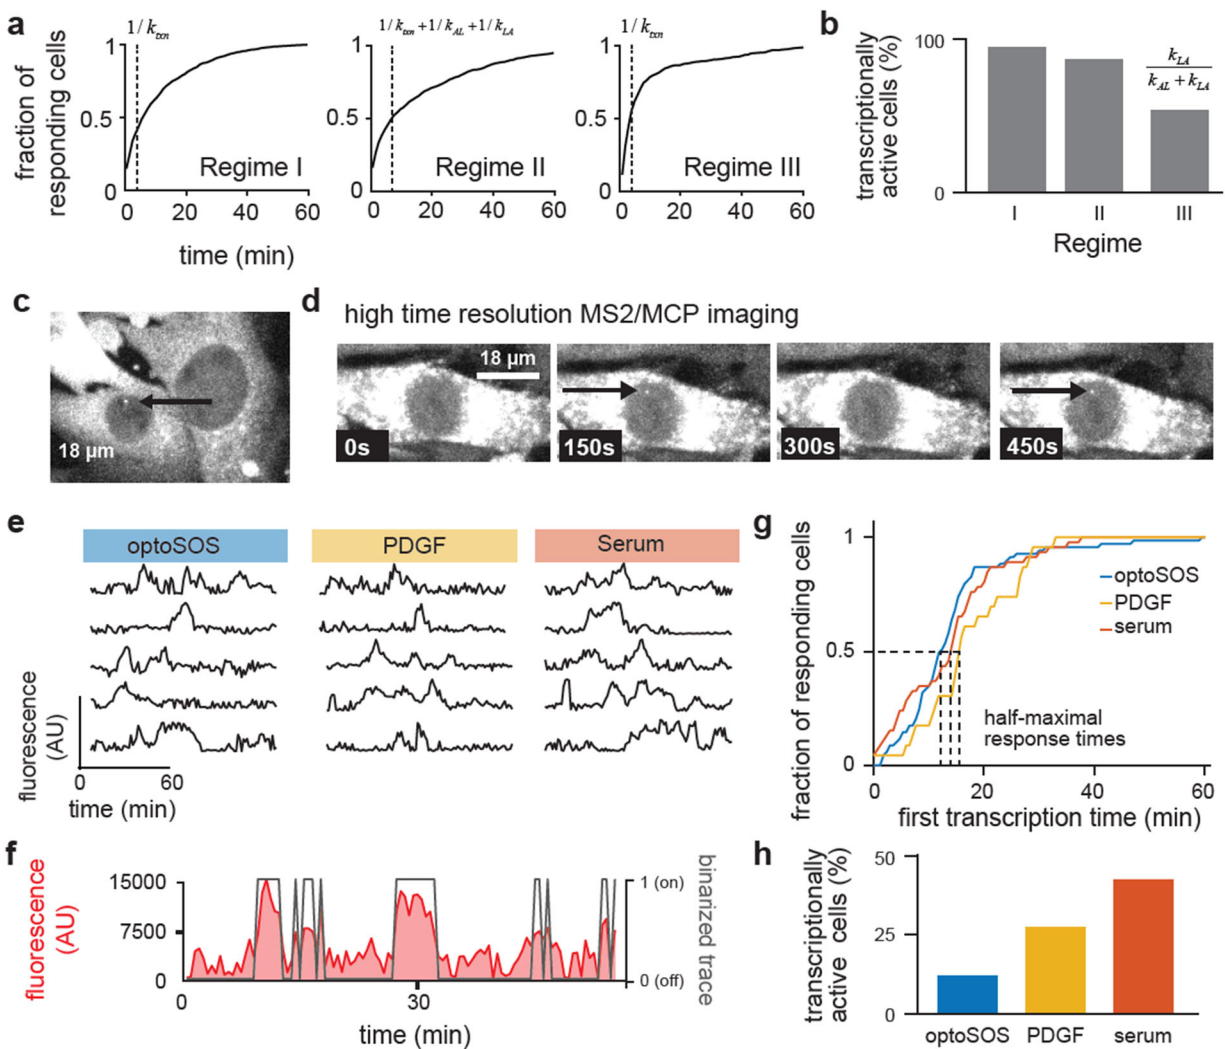 a
fraction of
responding cells
1/k_txn
1
0.5
0
Regime I
0 20 40 60
time (min)
1/k_txn +1/k_AL +1/k_LA
1
0.5
0
Regime II
0 20 40 60
1/k_txn
1
0.5
0
Regime III
0 20 40 60
b
transcriptionally
active cells (%)
100
0
k_LA
k_AL + k_LA
I II III
Regime
c
18 µm
d
high time resolution MS2/MCP imaging
18 µm
0s
150s
300s
450s
e
optoSOS
PDGF
Serum
fluorescence
(AU)
0 60
time (min)
f
fluorescence
(AU)
15000
7500
0
0 30
time (min)
1 (on)
0 (off)
binarized trace
g
fraction of responding cells
1
0.5
0
optoSOS
PDGF
serum
half-maximal
response times
0 20 40 60
first transcription time (min)
h
transcriptionally
active cells (%)
50
25
0
optoSOS PDGF serum